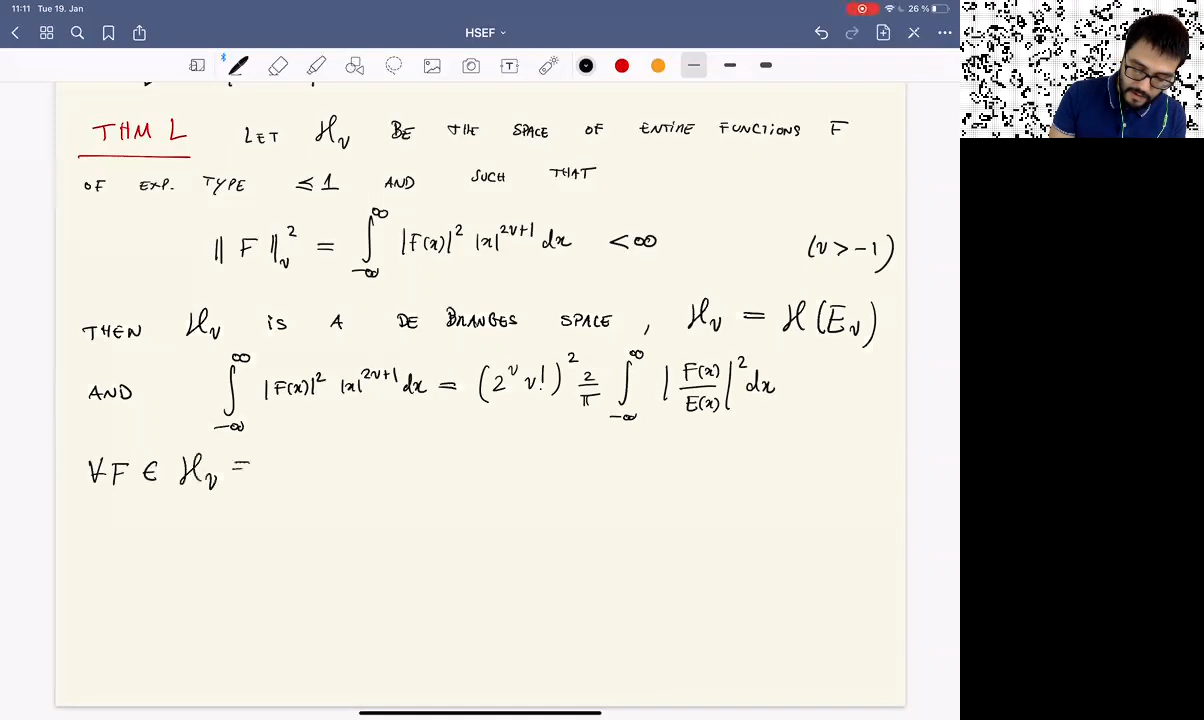 11:11 Tue 19. Jan 26 %
HSEF
THM L LET ℋ_ν BE THE SPACE OF ENTIRE FUNCTIONS F
OF EXP. TYPE ≤ 1 AND SUCH THAT
‖F‖_ν^2 = ∫_{-∞}^{∞} |F(x)|^2 |x|^{2ν+1} dx < ∞ (ν > -1)
THEN ℋ_ν IS A DE BRANGES SPACE, ℋ_ν = ℋ(E_ν)
AND ∫_{-∞}^{∞} |F(x)|^2 |x|^{2ν+1} dx = (2^ν ν!)^2 2/π ∫_{-∞}^{∞} |F(x)/E(x)|^2 dx
∀F ∈ ℋ_ν =